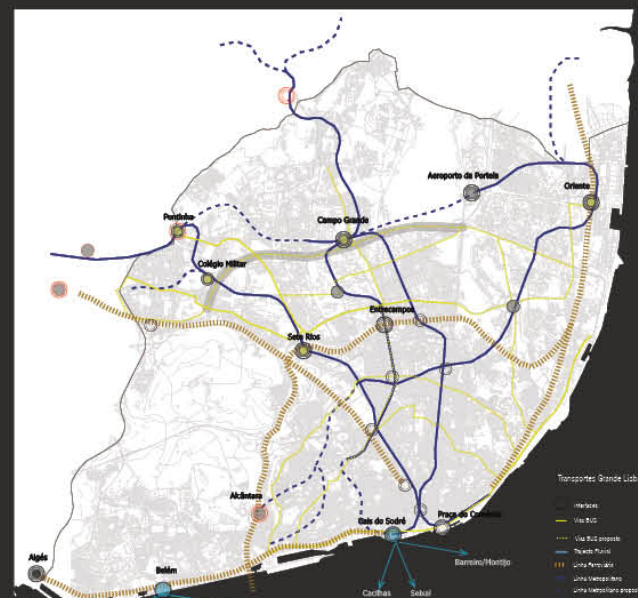 Aeroporto da Portela
Oriente
Pontinha
Campo Grande
Colégio Militar
Entrecampos
Sete Rios
Alcântara
Cais do Sodré
Praça do Comércio
Barreiro/Montijo
Algés
Belém
Cacilhas
Seixal
Transportes Grande Lisb
Interfaces
Vias BUS
Vias BUS proposto
Trajecto Fluvial
Linha Ferroviária
Linha Metropolitano
Linha Metropolitano propos